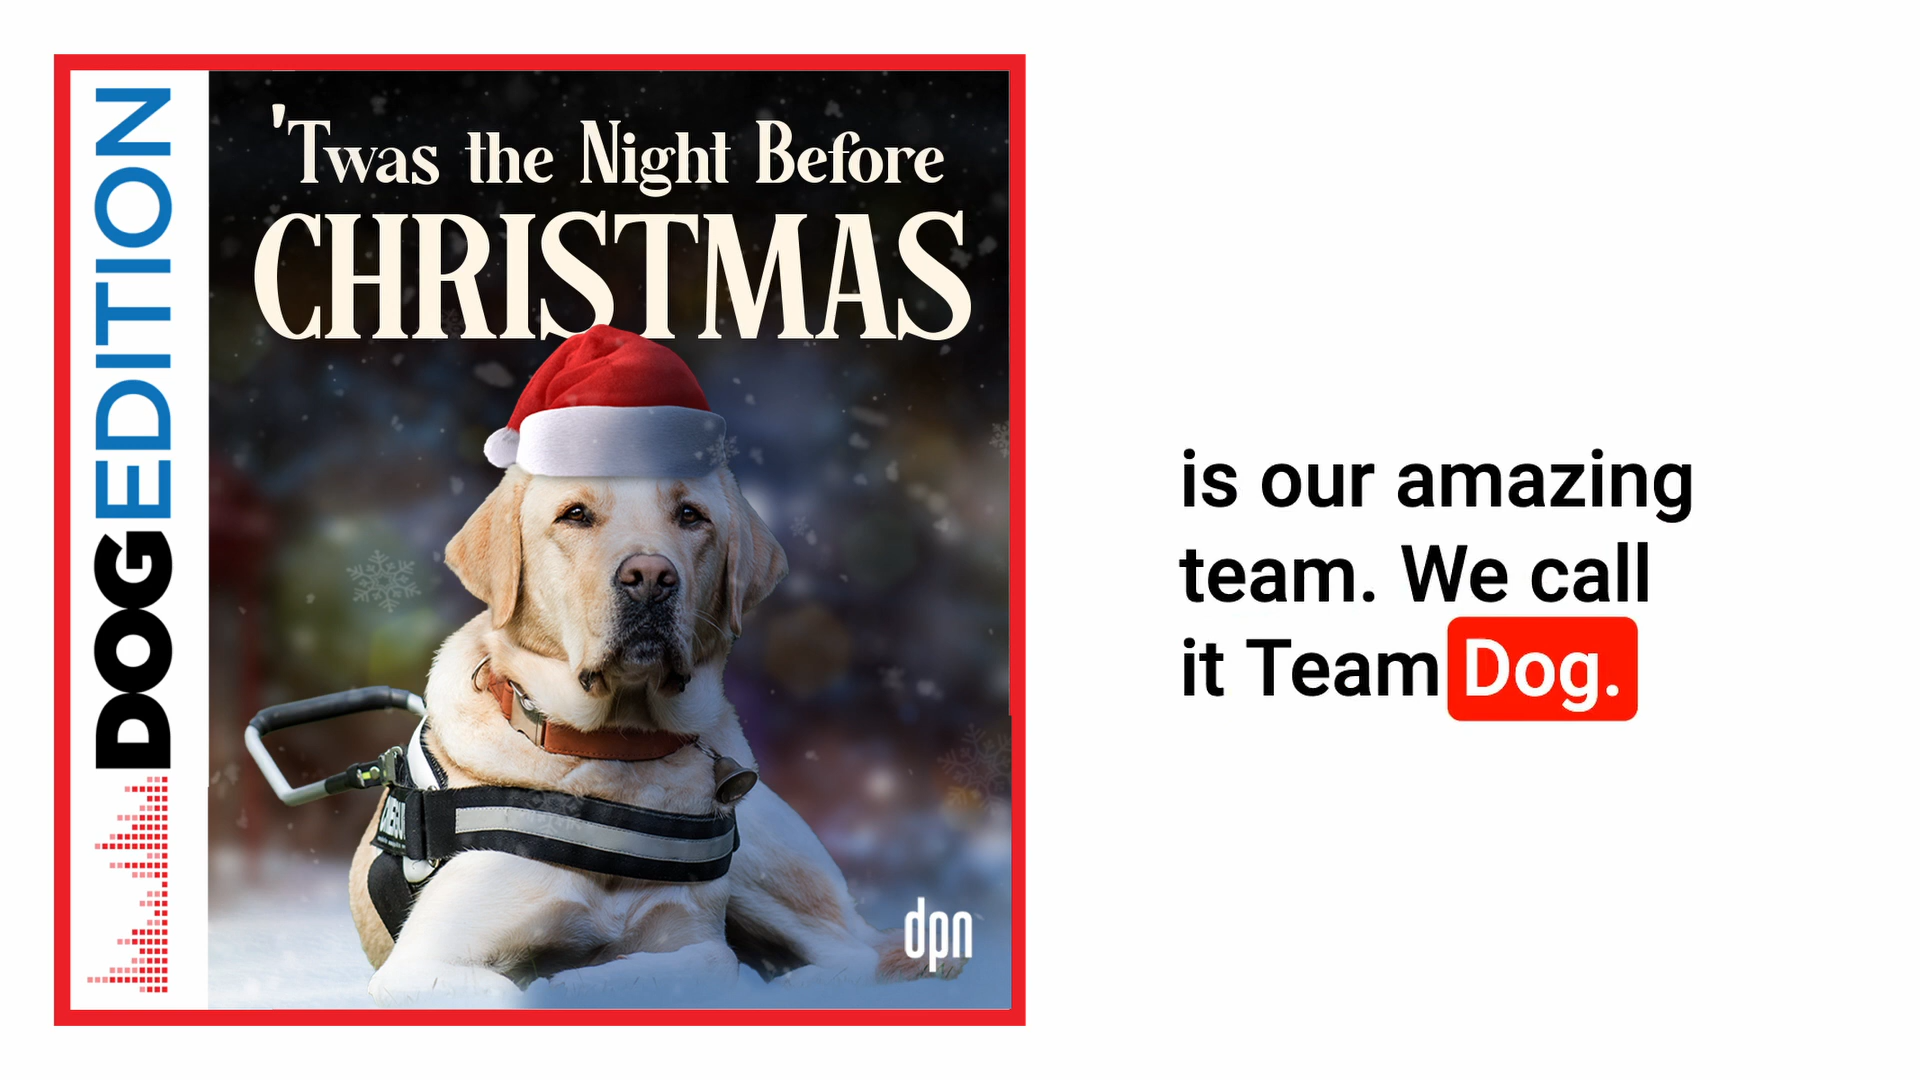 DOGEDITION
'Twas the Night Before
CHRISTMAS
dpn
is our amazing
team. We call
it Team Dog.